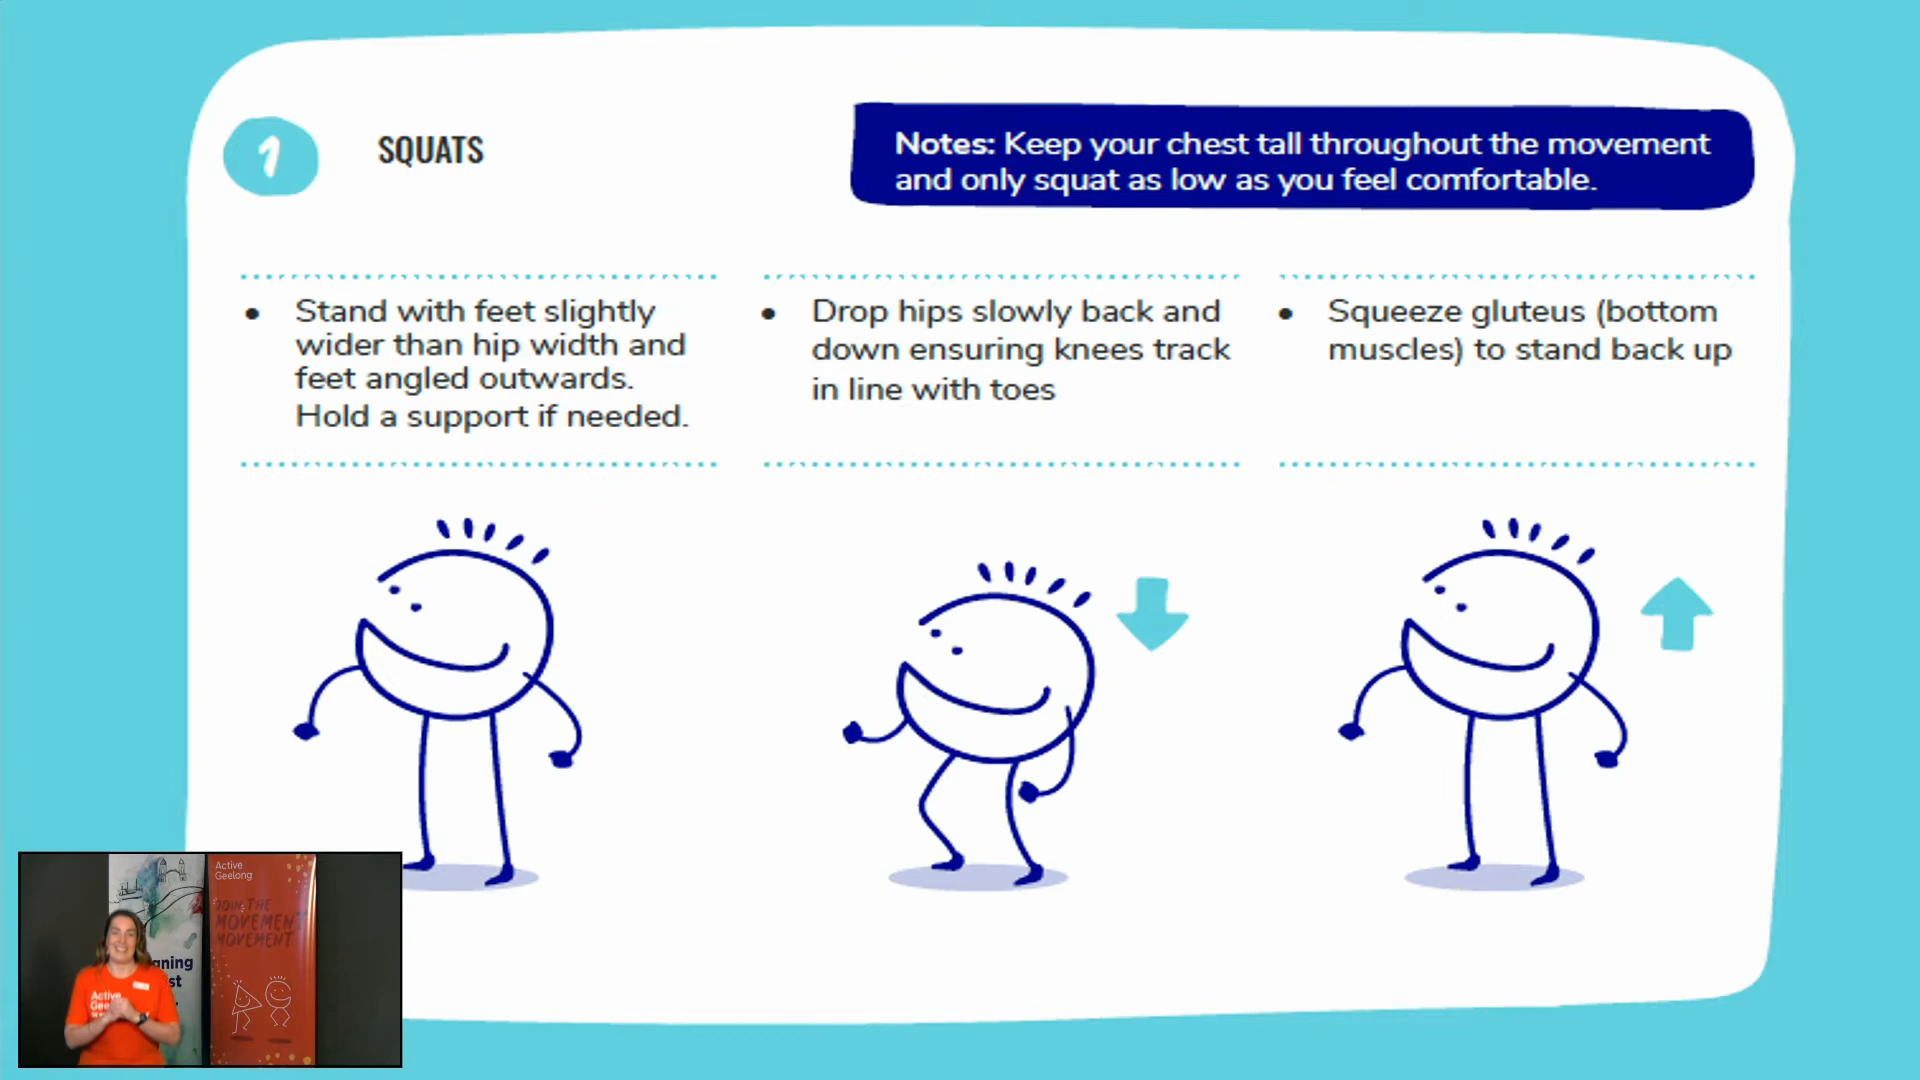 1
SQUATS
Notes: Keep your chest tall throughout the movement
and only squat as low as you feel comfortable.
• Stand with feet slightly
wider than hip width and
feet angled outwards.
Hold a support if needed.
• Drop hips slowly back and
down ensuring knees track
in line with toes
• Squeeze gluteus (bottom
muscles) to stand back up
Active
Geelong
JOIN THE
MOVEMENT
MOVEMENT
Active